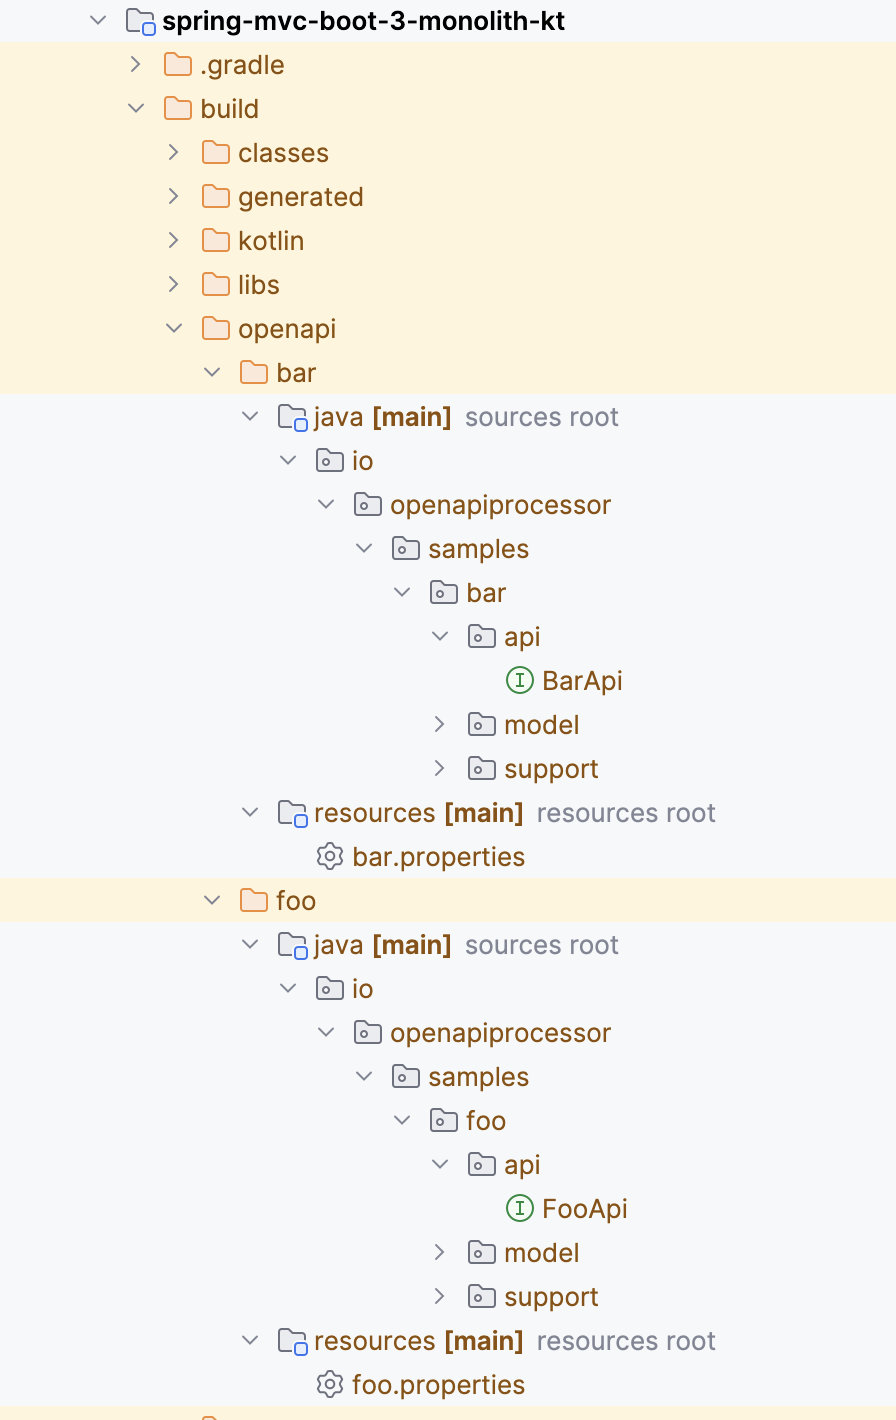 spring-mvc-boot-3-monolith-kt
.gradle
build
classes
generated
kotlin
libs
openapi
bar
java [main] sources root
io
openapiprocessor
samples
bar
api
BarApi
model
support
resources [main] resources root
bar.properties
foo
java [main] sources root
io
openapiprocessor
samples
foo
api
FooApi
model
support
resources [main] resources root
foo.properties